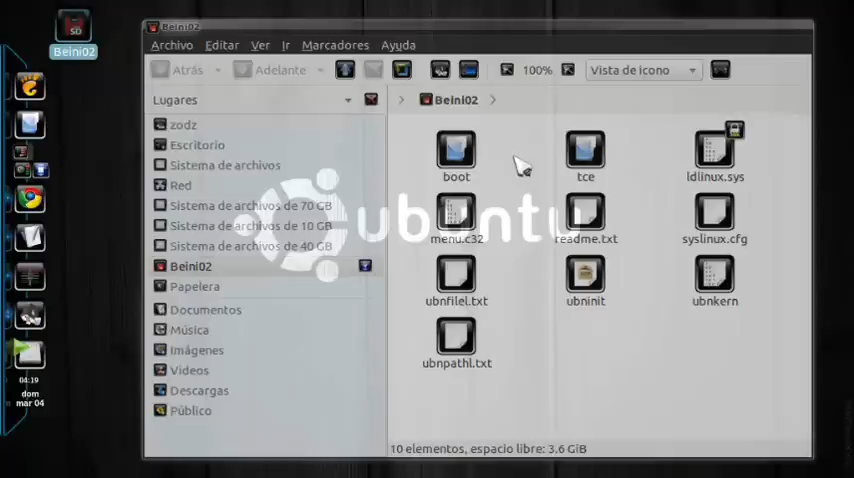 Beini02
SD
Beini02
Archivo Editar Ver Ir Marcadores Ayuda
Atrás Adelante 100% Vista de icono
Lugares
Beini02
zodz
Escritorio
Sistema de archivos
Red
Sistema de archivos de 70 GB
Sistema de archivos de 10 GB
Sistema de archivos de 40 GB
Beini02
Papelera
Documentos
Música
Imágenes
Videos
Descargas
Público
boot tce ldlinux.sys
ubuntu
menu.c32 readme.txt syslinux.cfg
ubnfilel.txt ubninit ubnkern
ubnpathl.txt
10 elementos, espacio libre: 3.6 GiB
04:19
dom
mar 04